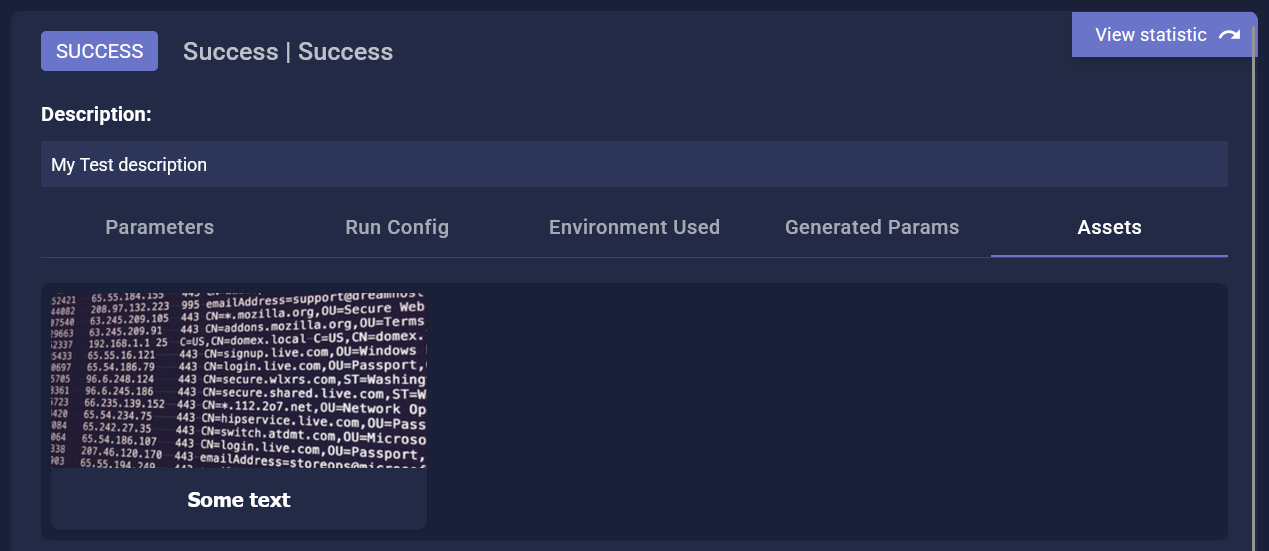 SUCCESS
Success | Success
View statistic
Description:
My Test description
Parameters
Run Config
Environment Used
Generated Params
Assets
52421 65.55.184.155 443
44082 208.97.132.223 995 emailAddress=support@dreamhost
07540 63.245.209.105 443 CN=*.mozilla.org,OU=Secure Web
29663 63.245.209.91 443 CN=addons.mozilla.org,OU=Terms
62337 192.168.1.1 25 C=US,CN=domex.local C=US,CN=domex.
65433 65.55.16.121 443 CN=signup.live.com,OU=Windows
60697 65.54.186.79 443 CN=login.live.com,OU=Passport,
5705 96.6.248.124 443 CN=secure.wlxrs.com,ST=Washing
3361 96.6.245.186 443 CN=secure.shared.live.com,ST=W
5723 66.235.139.152 443 CN=*.112.2o7.net,OU=Network Op
420 65.54.234.75 443 CN=hipservice.live.com,OU=Pass
084 65.242.27.35 443 CN=switch.atdmt.com,OU=Microso
064 65.54.186.107 443 CN=login.live.com,OU=Passport,
338 207.46.120.170 443 emailAddress=storeops@microsof
903 65.55.194.249 443
Some text